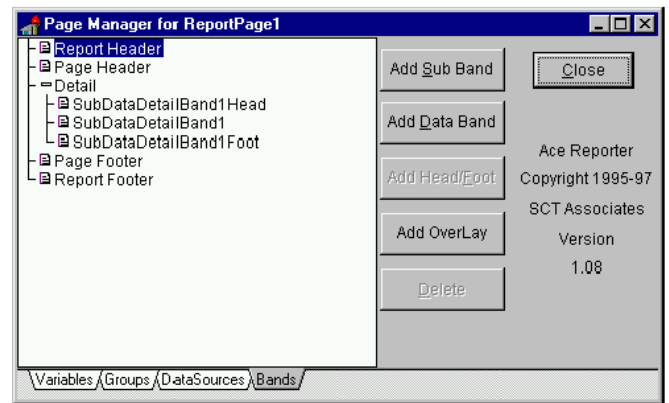 Page Manager for ReportPage1
Report Header
Page Header
Detail
SubDataDetailBand1Head
SubDataDetailBand1
SubDataDetailBand1Foot
Page Footer
Report Footer
Add Sub Band
Add Data Band
Add Head/Foot
Add OverLay
Delete
Close
Ace Reporter
Copyright 1995-97
SCT Associates
Version
1.08
Variables
Groups
DataSources
Bands